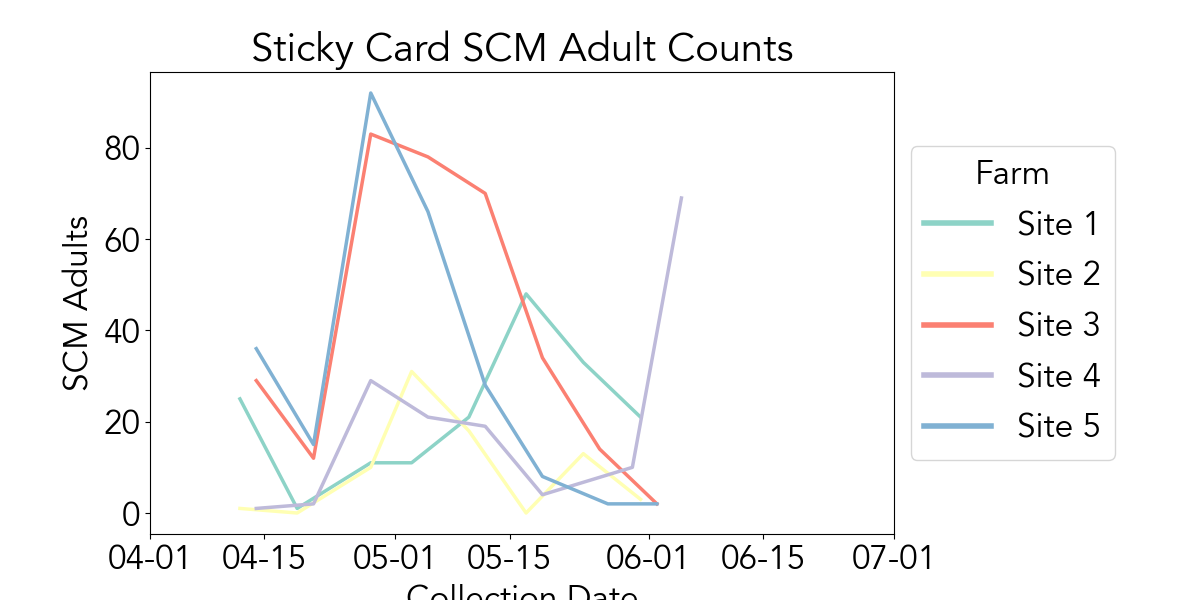 Sticky Card SCM Adult Counts
SCM Adults
80
60
40
20
0
04-01 04-15 05-01 05-15 06-01 06-15 07-01
Collection Date
Farm
Site 1
Site 2
Site 3
Site 4
Site 5